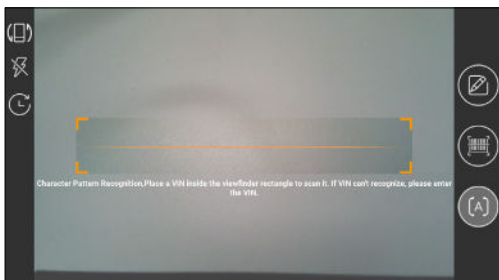 Character Pattern Recognition,Place a VIN inside the viewfinder rectangle to scan it. If VIN can't recognize, please enter
the VIN.
[A]